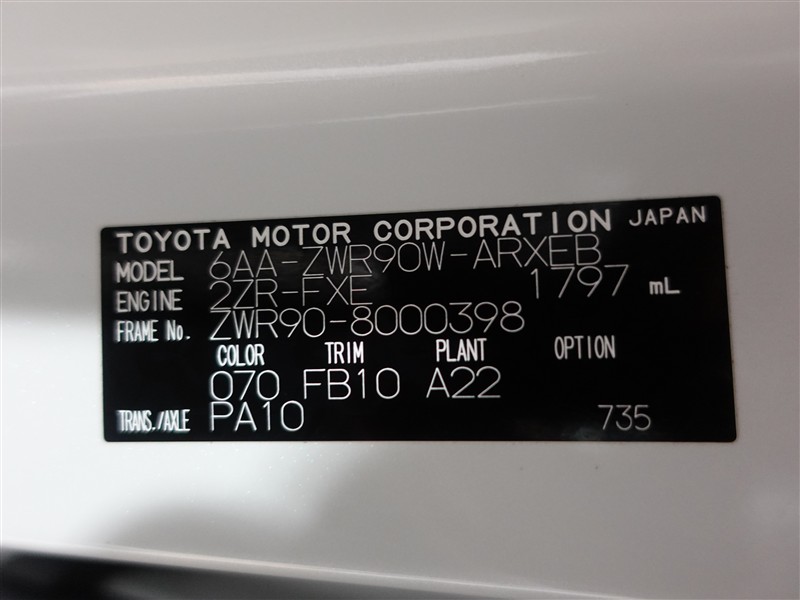 TOYOTA MOTOR CORPORATION JAPAN
MODEL 6AA-ZWR90W-ARXEB
ENGINE 2ZR-FXE 1797 mL
FRAME No. ZWR90-8000398
COLOR TRIM PLANT OPTION
070 FB10 A22
TRANS./AXLE PA10 735